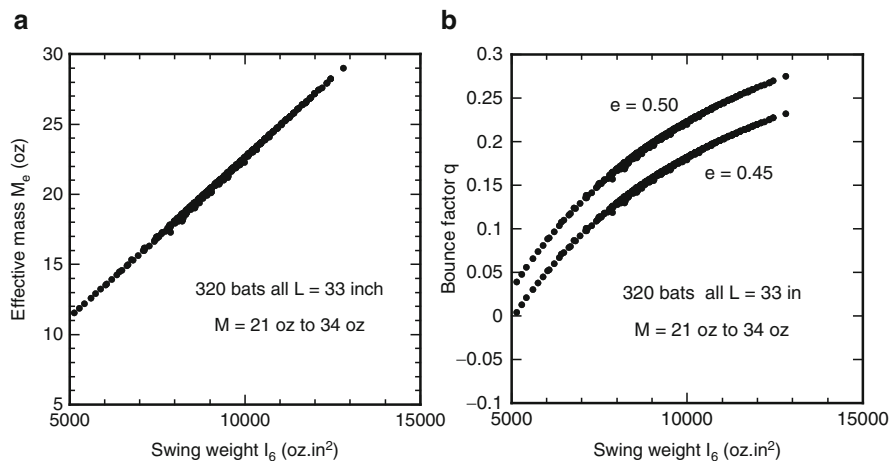 a
30
25
20
15
10
5
5000
10000
15000
Effective mass Mₑ (oz)
Swing weight I₆ (oz.in²)
320 bats all L = 33 inch
M = 21 oz to 34 oz
b
0.3
0.25
0.2
0.15
0.1
0.05
0
−0.05
−0.1
5000
10000
15000
Bounce factor q
Swing weight I₆ (oz.in²)
e = 0.50
e = 0.45
320 bats all L = 33 in
M = 21 oz to 34 oz